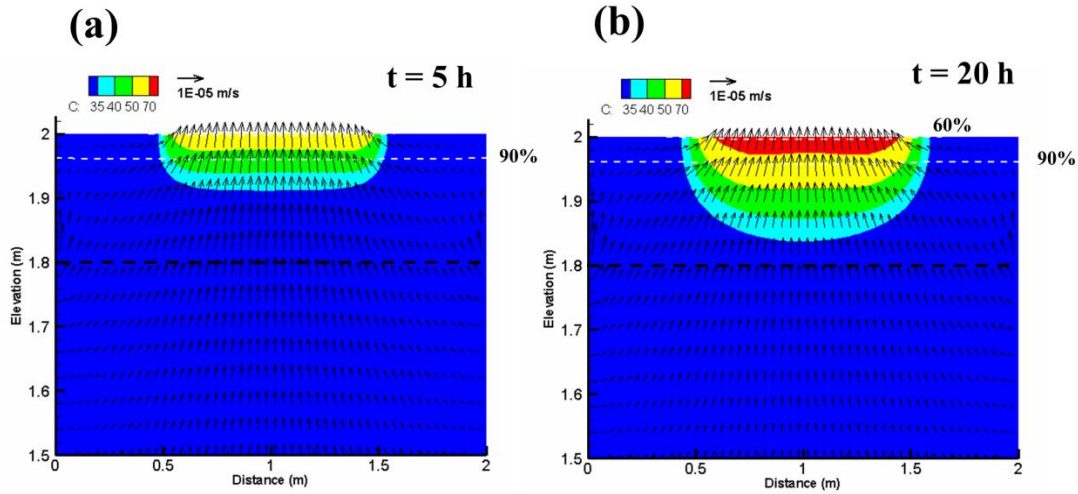 (a)
t = 5 h
1E-05 m/s
C: 35 40 50 70
2
1.9
1.8
1.7
1.6
1.5
Elevation (m)
90%
0 0.5 1 1.5 2
Distance (m)
(b)
t = 20 h
1E-05 m/s
C: 35 40 50 70
60%
2
1.9
1.8
1.7
1.6
1.5
Elevation (m)
90%
0 0.5 1 1.5 2
Distance (m)